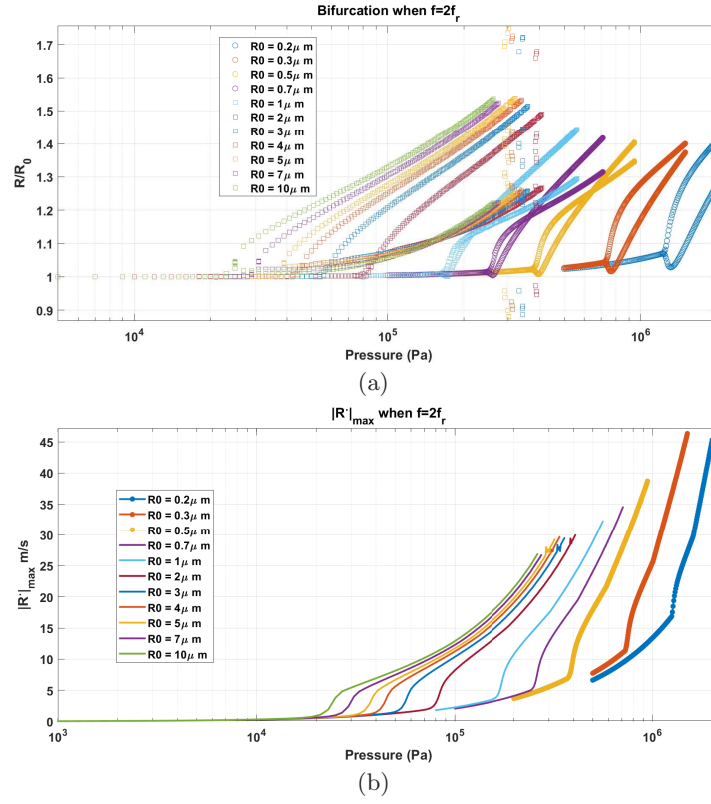 Bifurcation when f=2fr
1.7
1.6
1.5
1.4
1.3
1.2
1.1
1
0.9
R/R0
R0 = 0.2μ m
R0 = 0.3μ m
R0 = 0.5μ m
R0 = 0.7μ m
R0 = 1μ m
R0 = 2μ m
R0 = 3μ m
R0 = 4μ m
R0 = 5μ m
R0 = 7μ m
R0 = 10μ m
10^4 10^5 10^6
Pressure (Pa)
(a)
|R˙|max when f=2fr
45
40
35
30
25
20
15
10
5
0
|R˙|max m/s
R0 = 0.2μ m
R0 = 0.3μ m
R0 = 0.5μ m
R0 = 0.7μ m
R0 = 1μ m
R0 = 2μ m
R0 = 3μ m
R0 = 4μ m
R0 = 5μ m
R0 = 7μ m
R0 = 10μ m
10^3 10^4 10^5 10^6
Pressure (Pa)
(b)